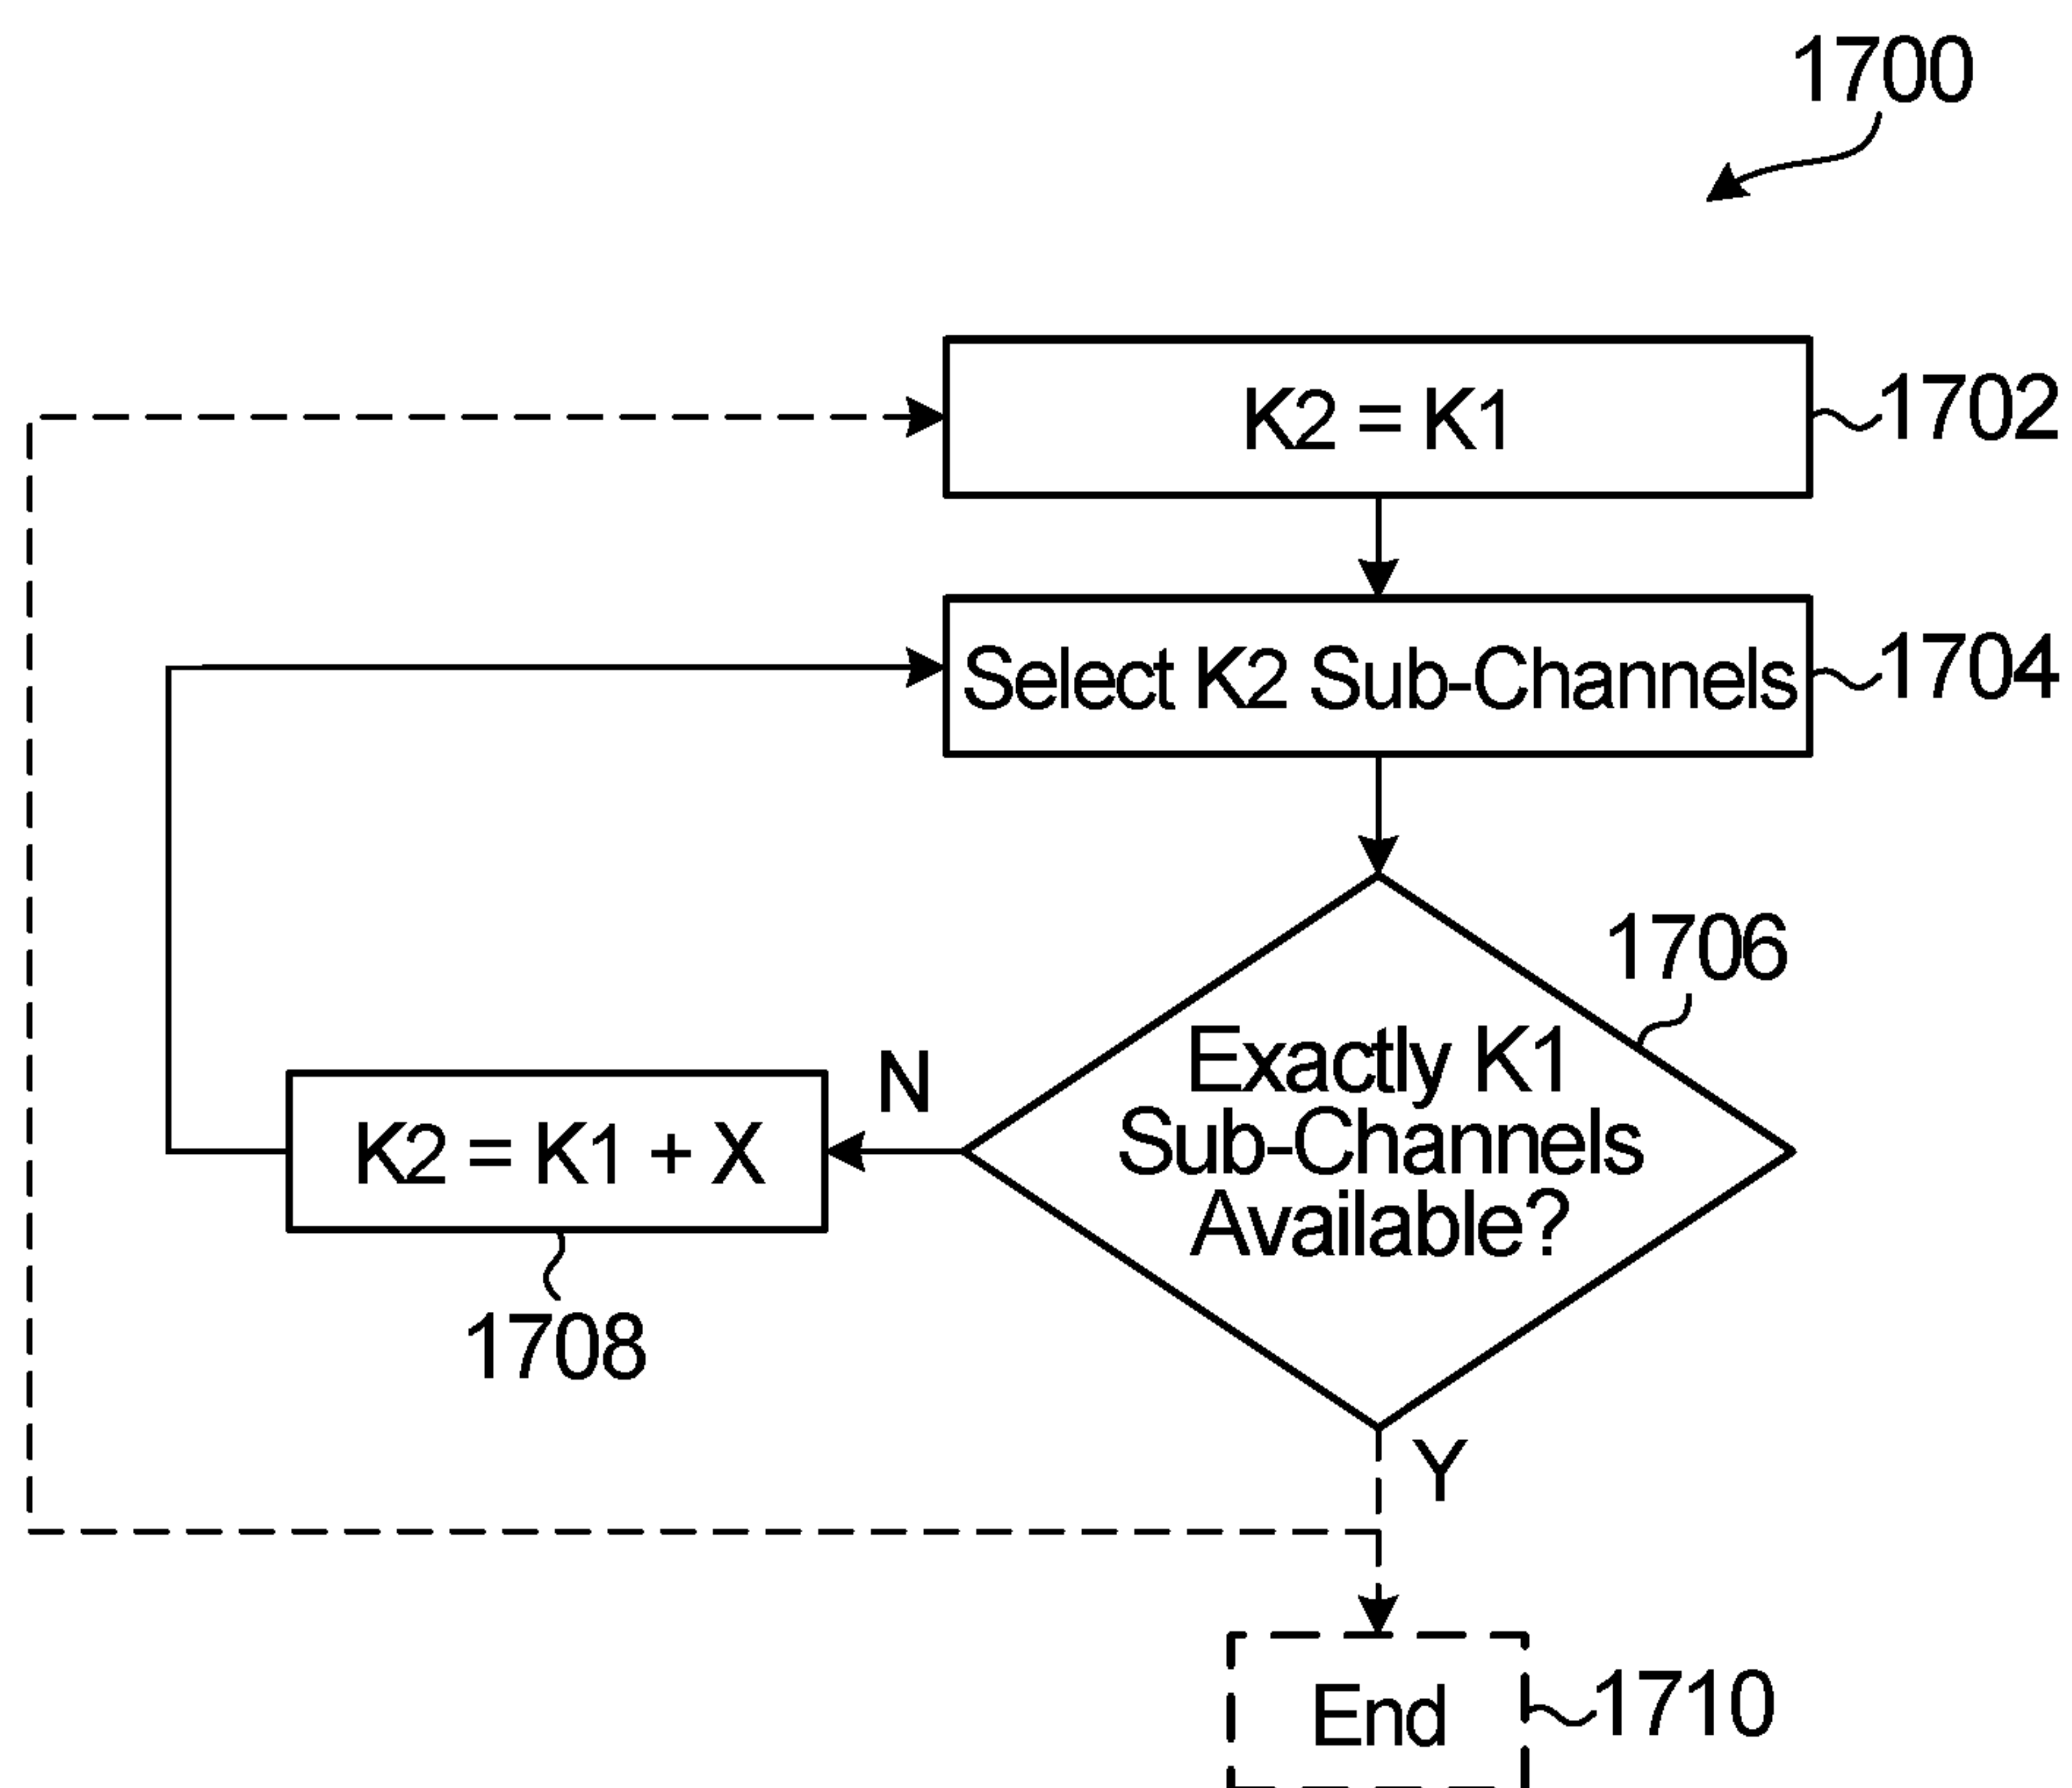 1700
K2 = K1
1702
Select K2 Sub-Channels
1704
1706
Exactly K1
Sub-Channels
Available?
N
K2 = K1 + X
1708
Y
End
1710